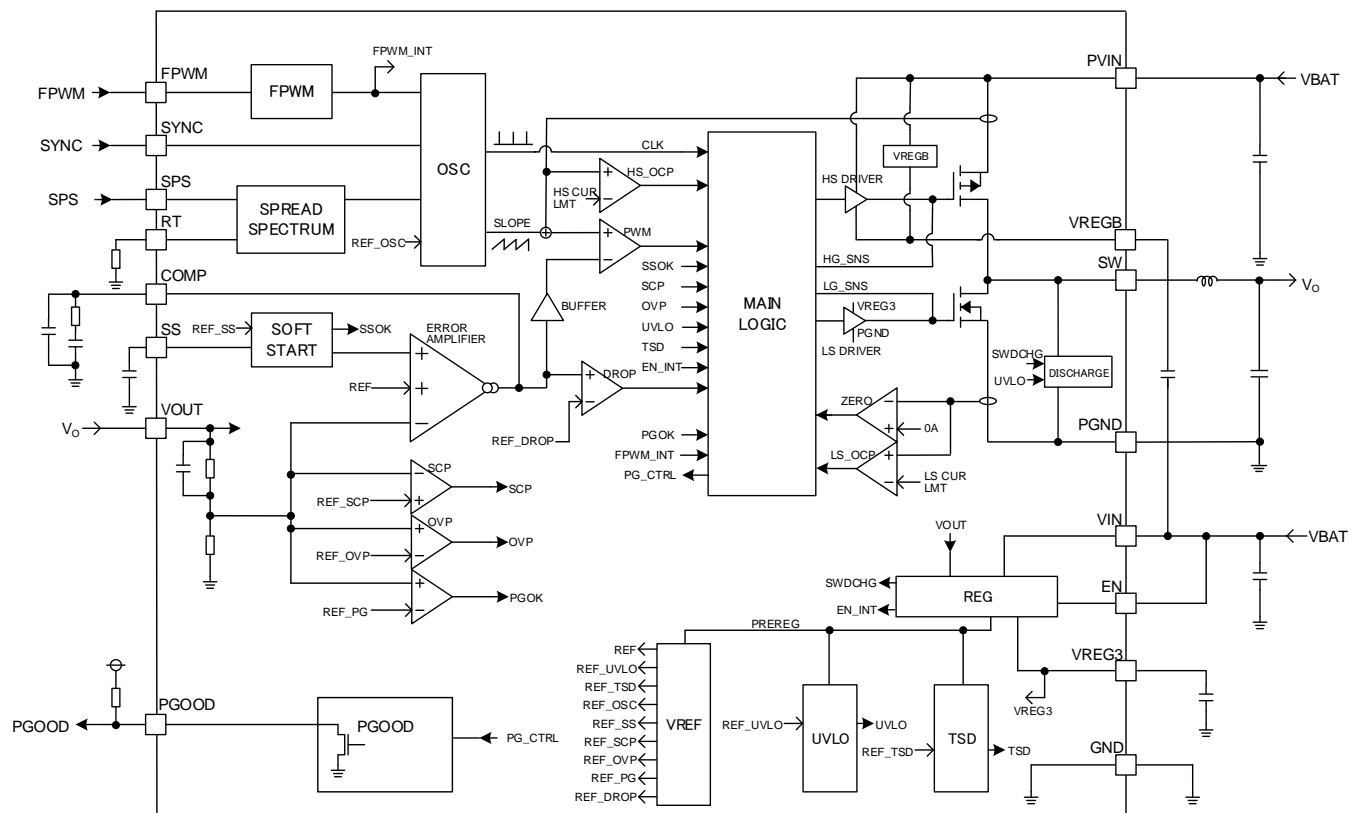 FPWM_INT
FPWM
FPWM
FPWM
PVIN
VBAT
SYNC
SYNC
OSC
CLK
VREGB
SPS
SPS
SPREAD
SPECTRUM
HS_OCP
HS CUR
LMT
HS DRIVER
RT
REF_OSC
SLOPE
PWM
VREGB
HG_SNS
SW
VO
COMP
SSOK
SCP
OVP
UVLO
TSD
EN_INT
MAIN
LOGIC
LG_SNS
VREG3
PGND
LS DRIVER
BUFFER
SS
REF_SS
SOFT
START
SSOK
ERROR
AMPLIFIER
REF
DROP
REF_DROP
SWDCHG
UVLO
DISCHARGE
VOUT
VO
ZERO
0A
PGND
PGOK
FPWM_INT
PG_CTRL
LS_OCP
LS CUR
LMT
SCP
REF_SCP
SCP
OVP
REF_OVP
OVP
REF_PG
PGOK
VOUT
VIN
VBAT
SWDCHG
EN_INT
REG
EN
PREREG
VREG3
VREG3
REF
REF_UVLO
REF_TSD
REF_OSC
REF_SS
REF_SCP
REF_OVP
REF_PG
REF_DROP
VREF
REF_UVLO
UVLO
UVLO
REF_TSD
TSD
TSD
GND
PGOOD
PGOOD
PGOOD
PG_CTRL